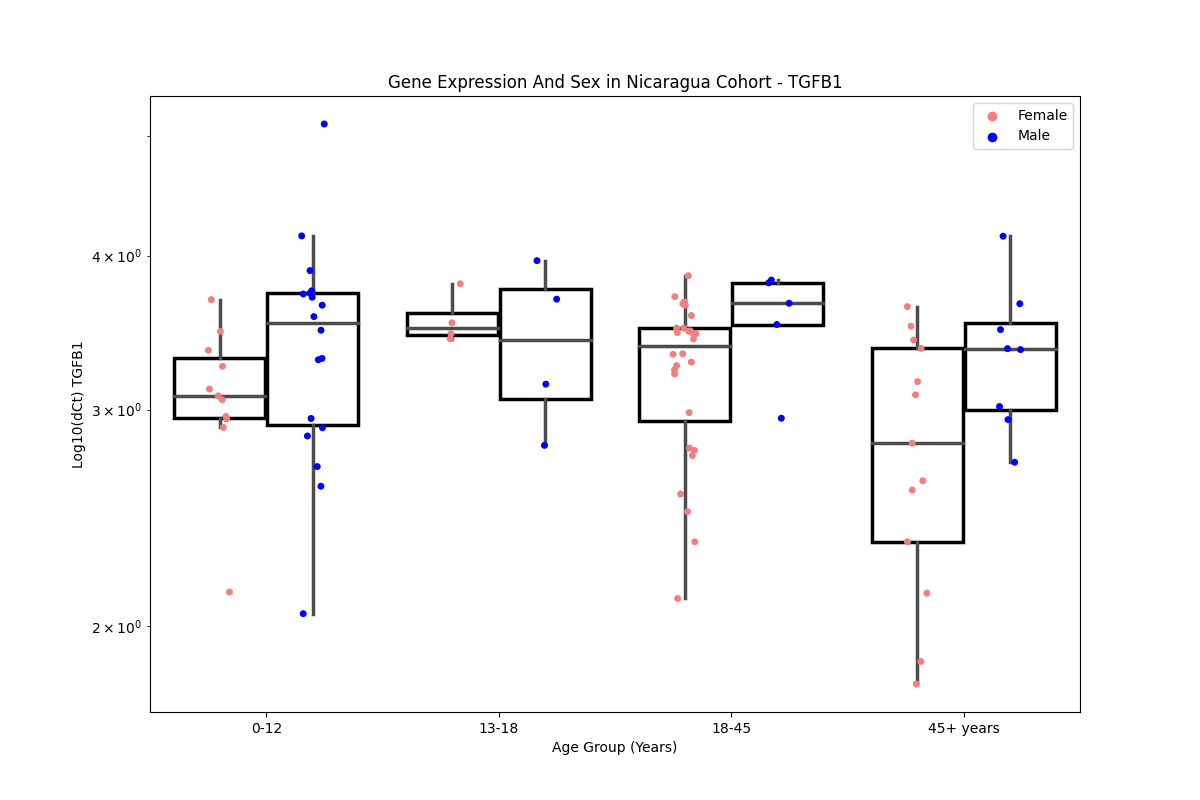 Gene Expression And Sex in Nicaragua Cohort - TGFB1
Female
Male
Log10(dCt) TGFB1
4 × 10⁰
3 × 10⁰
2 × 10⁰
0-12 13-18 18-45 45+ years
Age Group (Years)